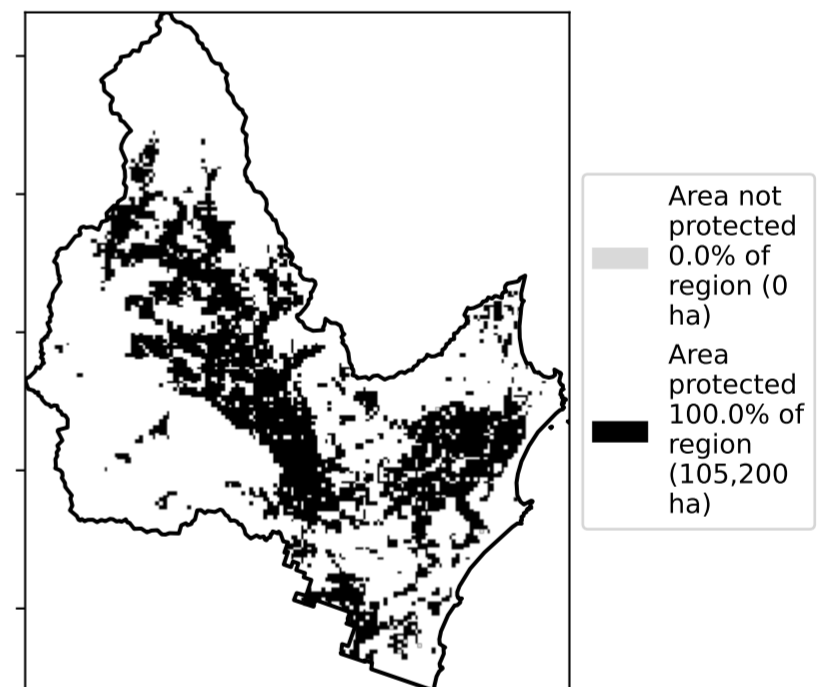 Area not
protected
0.0% of
region (0
ha)
Area
protected
100.0% of
region
(105,200
ha)